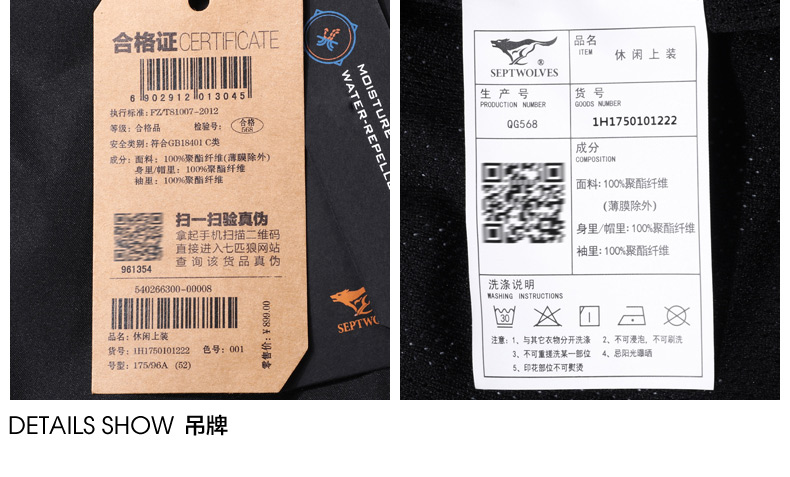 合格证CERTIFICATE
6 902912 013045
执行标准: FZ/T81007-2012
等级: 合格品 检验号: 合格 568
安全类别: 符合GB18401 C类
成分: 面料: 100%聚酯纤维(薄膜除外)
身里/帽里: 100%聚酯纤维
袖里: 100%聚酯纤维
扫一扫验真伪
拿起手机扫描二维码
直接进入七匹狼网站
查询该货品真伪
961354
540266300-00008
品名: 休闲上装
货号: 1H1750101222 色号: 001
号型: 175/96A (52)
零售价: ¥899.00
MOISTURE
WATER-REPELLE
SEPTWO
SEPTWOLVES ®
品名
ITEM
休闲上装
生产号
PRODUCTION NUMBER
QG568
货号
GOODS NUMBER
1H1750101222
成分
COMPOSITION
面料: 100%聚酯纤维
(薄膜除外)
身里/帽里: 100%聚酯纤维
袖里: 100%聚酯纤维
洗涤说明
WASHING INSTRUCTIONS
30
注意: 1、与其它衣物分开洗涤 2、不可浸泡, 不可刷洗
3、不可重搓洗某一部位 4、忌阳光曝晒
5、印花部位不可熨烫
DETAILS SHOW 吊牌